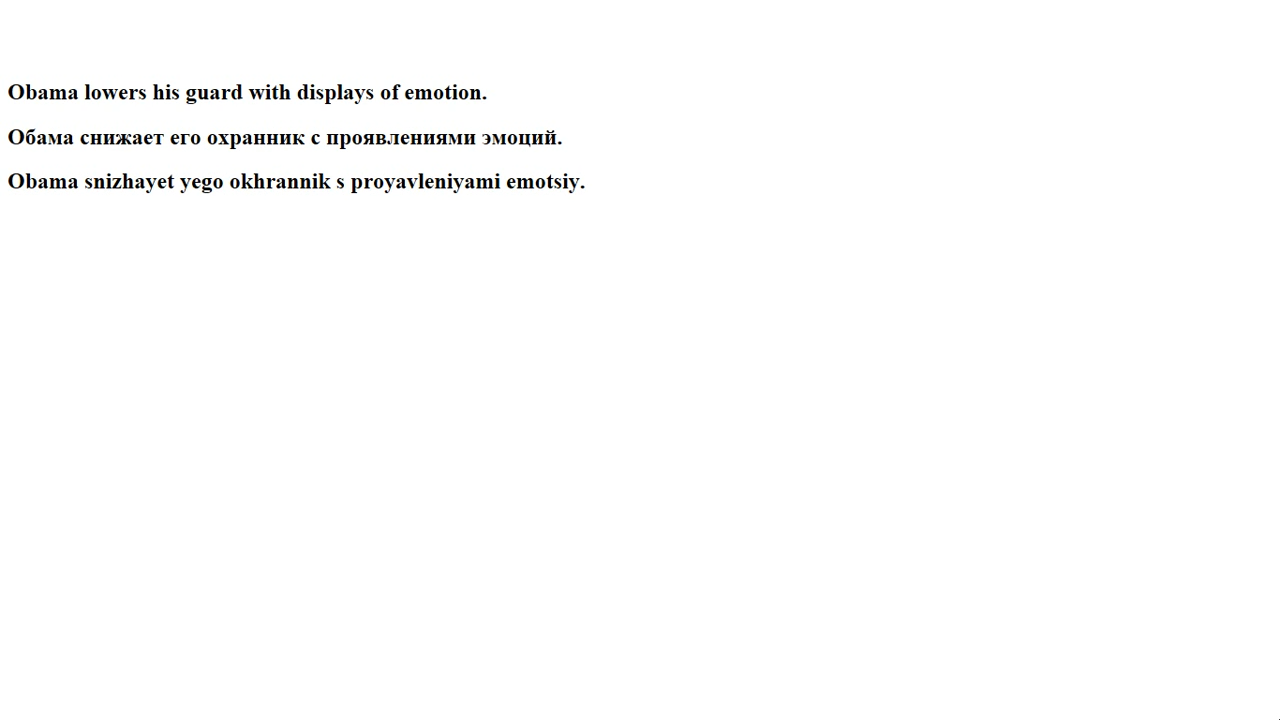 Obama lowers his guard with displays of emotion.
Обама снижает его охранник с проявлениями эмоций.
Obama snizhayet yego okhrannik s proyavleniyami emotsiy.